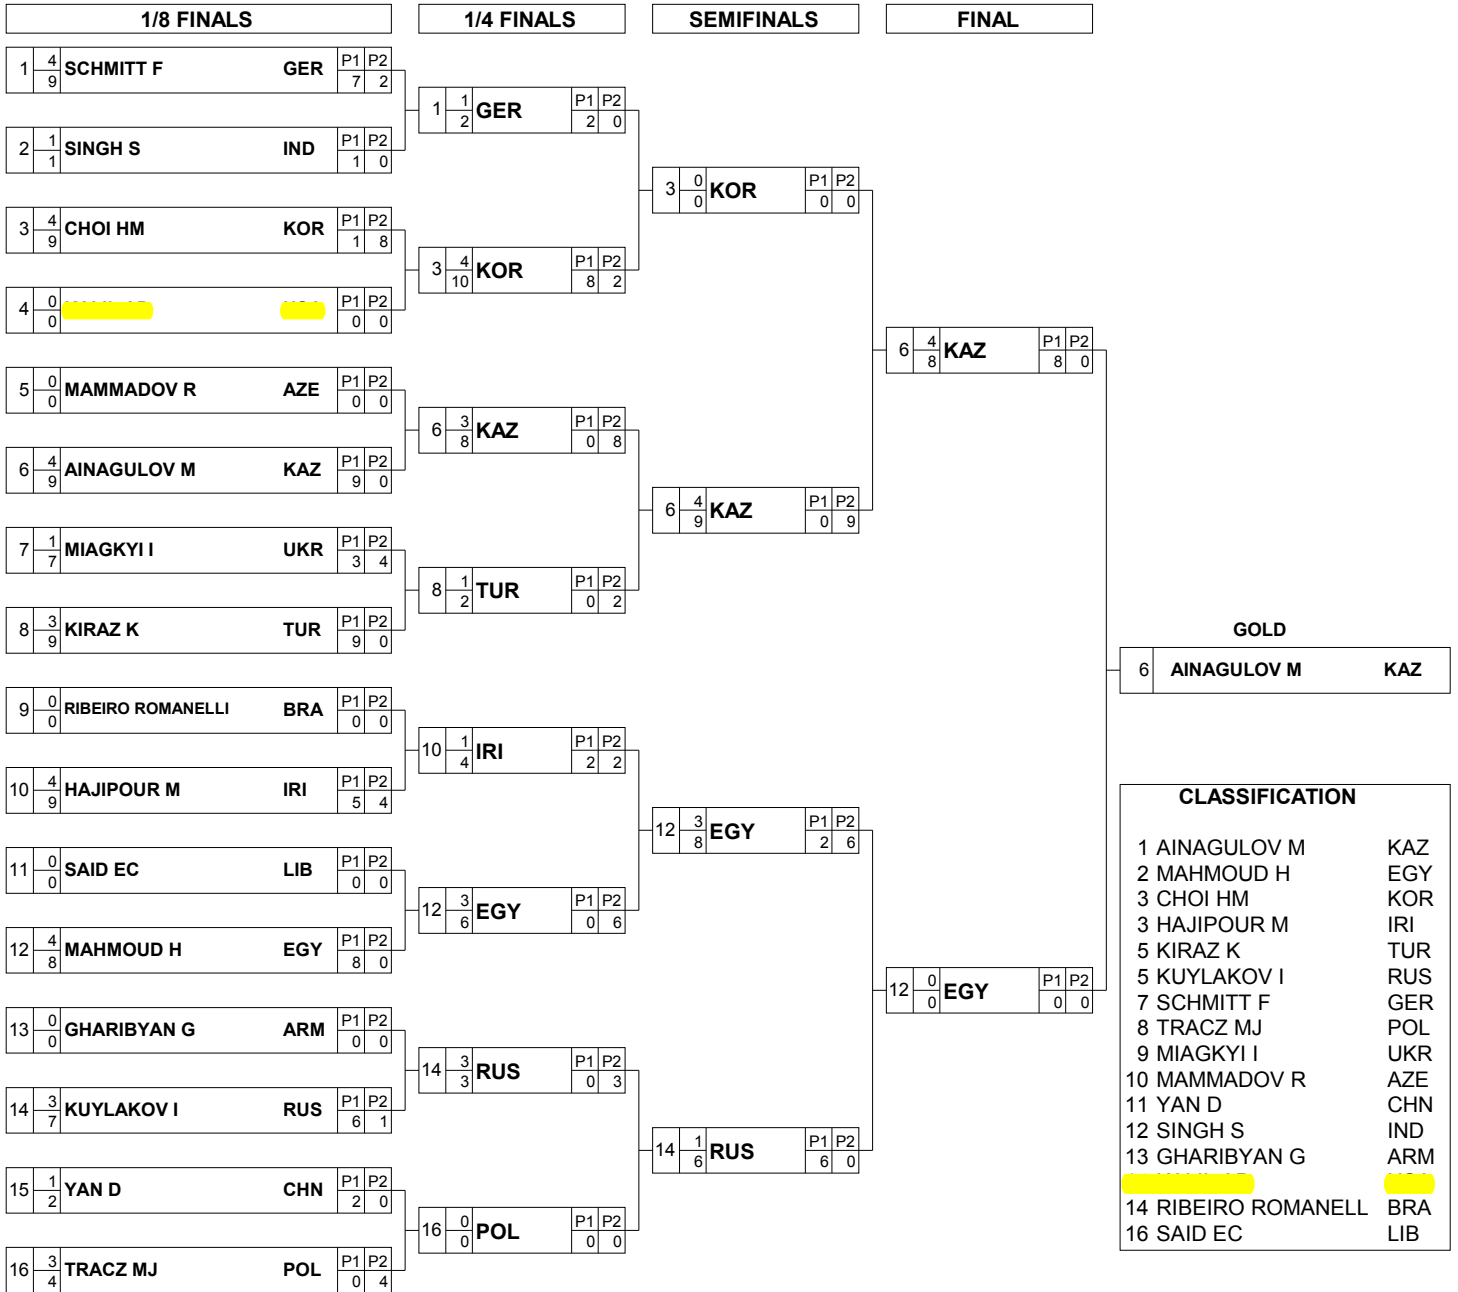 1/8 FINALS
1/4 FINALS
SEMIFINALS
FINAL
1 4 9 SCHMITT F GER P1 P2 7 2
2 1 1 SINGH S IND P1 P2 1 0
3 4 9 CHOI HM KOR P1 P2 1 8
4 0 0 P1 P2 0 0
5 0 0 MAMMADOV R AZE P1 P2 0 0
6 4 9 AINAGULOV M KAZ P1 P2 9 0
7 1 7 MIAGKYI I UKR P1 P2 3 4
8 3 9 KIRAZ K TUR P1 P2 9 0
9 0 0 RIBEIRO ROMANELLI BRA P1 P2 0 0
10 4 9 HAJIPOUR M IRI P1 P2 5 4
11 0 0 SAID EC LIB P1 P2 0 0
12 4 8 MAHMOUD H EGY P1 P2 8 0
13 0 0 GHARIBYAN G ARM P1 P2 0 0
14 3 7 KUYLAKOV I RUS P1 P2 6 1
15 1 2 YAN D CHN P1 P2 2 0
16 3 4 TRACZ MJ POL P1 P2 0 4
1 1 2 GER P1 P2 2 0
3 4 10 KOR P1 P2 8 2
6 3 8 KAZ P1 P2 0 8
8 1 2 TUR P1 P2 0 2
10 1 4 IRI P1 P2 2 2
12 3 6 EGY P1 P2 0 6
14 3 3 RUS P1 P2 0 3
16 0 0 POL P1 P2 0 0
3 0 0 KOR P1 P2 0 0
6 4 9 KAZ P1 P2 0 9
12 3 8 EGY P1 P2 2 6
14 1 6 RUS P1 P2 6 0
6 4 8 KAZ P1 P2 8 0
12 0 0 EGY P1 P2 0 0
GOLD
6 AINAGULOV M KAZ
CLASSIFICATION
1 AINAGULOV M KAZ
2 MAHMOUD H EGY
3 CHOI HM KOR
3 HAJIPOUR M IRI
5 KIRAZ K TUR
5 KUYLAKOV I RUS
7 SCHMITT F GER
8 TRACZ MJ POL
9 MIAGKYI I UKR
10 MAMMADOV R AZE
11 YAN D CHN
12 SINGH S IND
13 GHARIBYAN G ARM
14 RIBEIRO ROMANELL BRA
16 SAID EC LIB